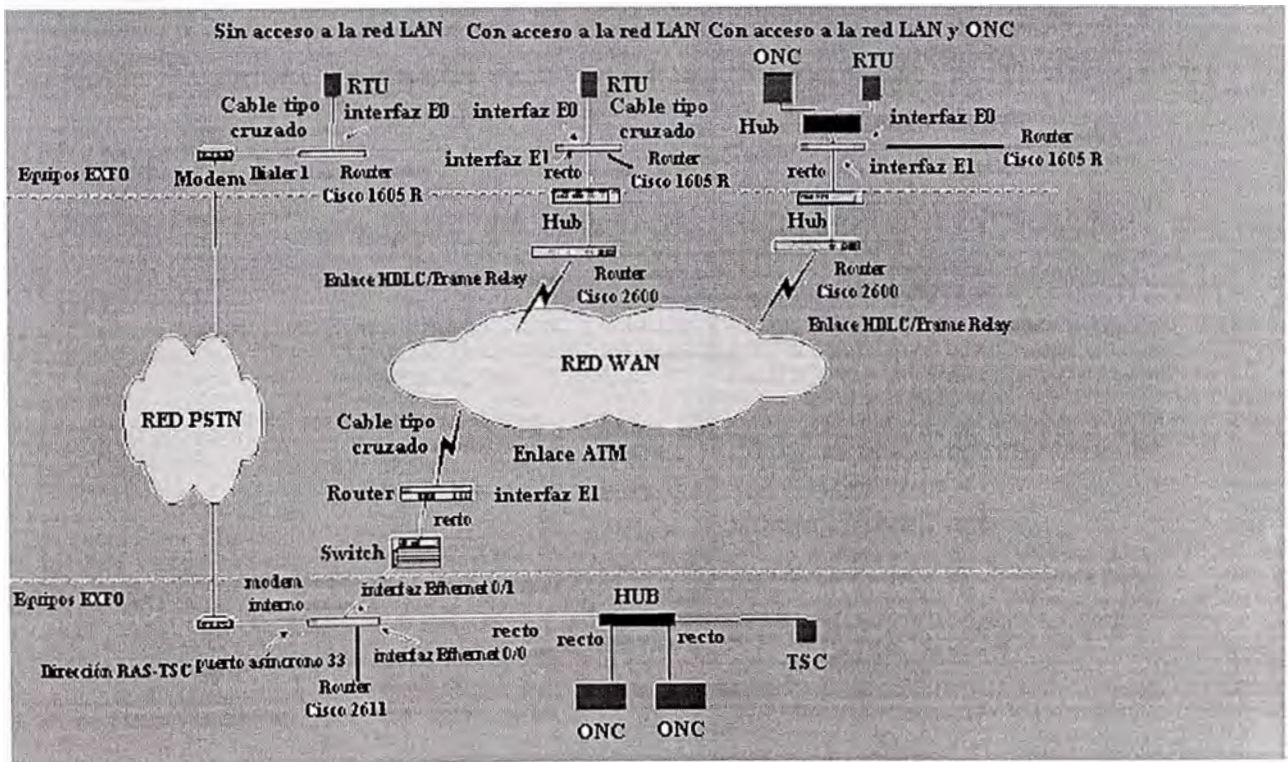 Sin acceso a la red LAN
Con acceso a la red LAN
Con acceso a la red LAN y ONC
RTU
Cable tipo
cruzado
interfaz E0
Modem
Dialer 1
Router
Cisco 1605 R
Equipos EXFO
RTU
interfaz E0
Cable tipo
cruzado
interfaz E1
recto
Router
Cisco 1605 R
Hub
Enlace HDLC/Frame Relay
Router
Cisco 2600
ONC
RTU
Hub
interfaz E0
Router
Cisco 1605 R
recto
interfaz E1
Hub
Router
Cisco 2600
Enlace HDLC/Frame Relay
RED WAN
RED PSTN
Cable tipo
cruzado
Enlace ATM
Router
interfaz E1
recto
Switch
Equipos EXFO
modem
interno
interfaz Ethernet 0/1
Dirección RAS-TSC
puerto asíncrono 33
interfaz Ethernet 0/0
Router
Cisco 2611
recto
HUB
recto
recto
TSC
ONC
ONC